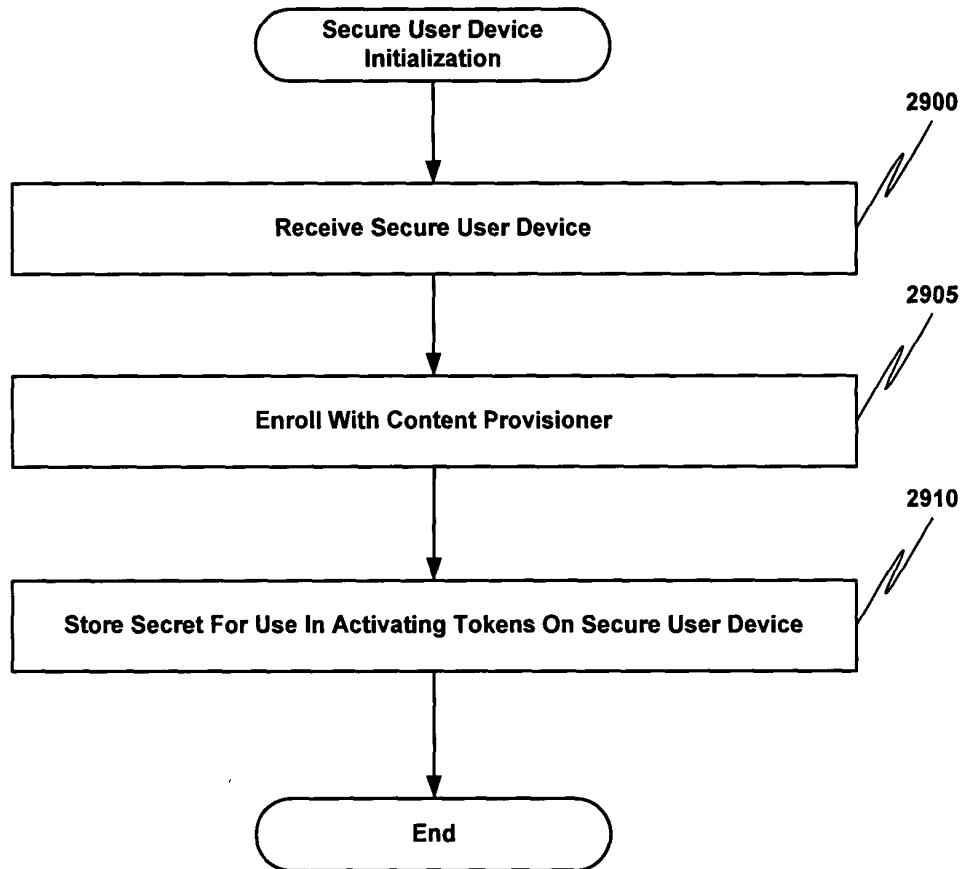 Secure User Device
Initialization
2900
Receive Secure User Device
2905
Enroll With Content Provisioner
2910
Store Secret For Use In Activating Tokens On Secure User Device
End